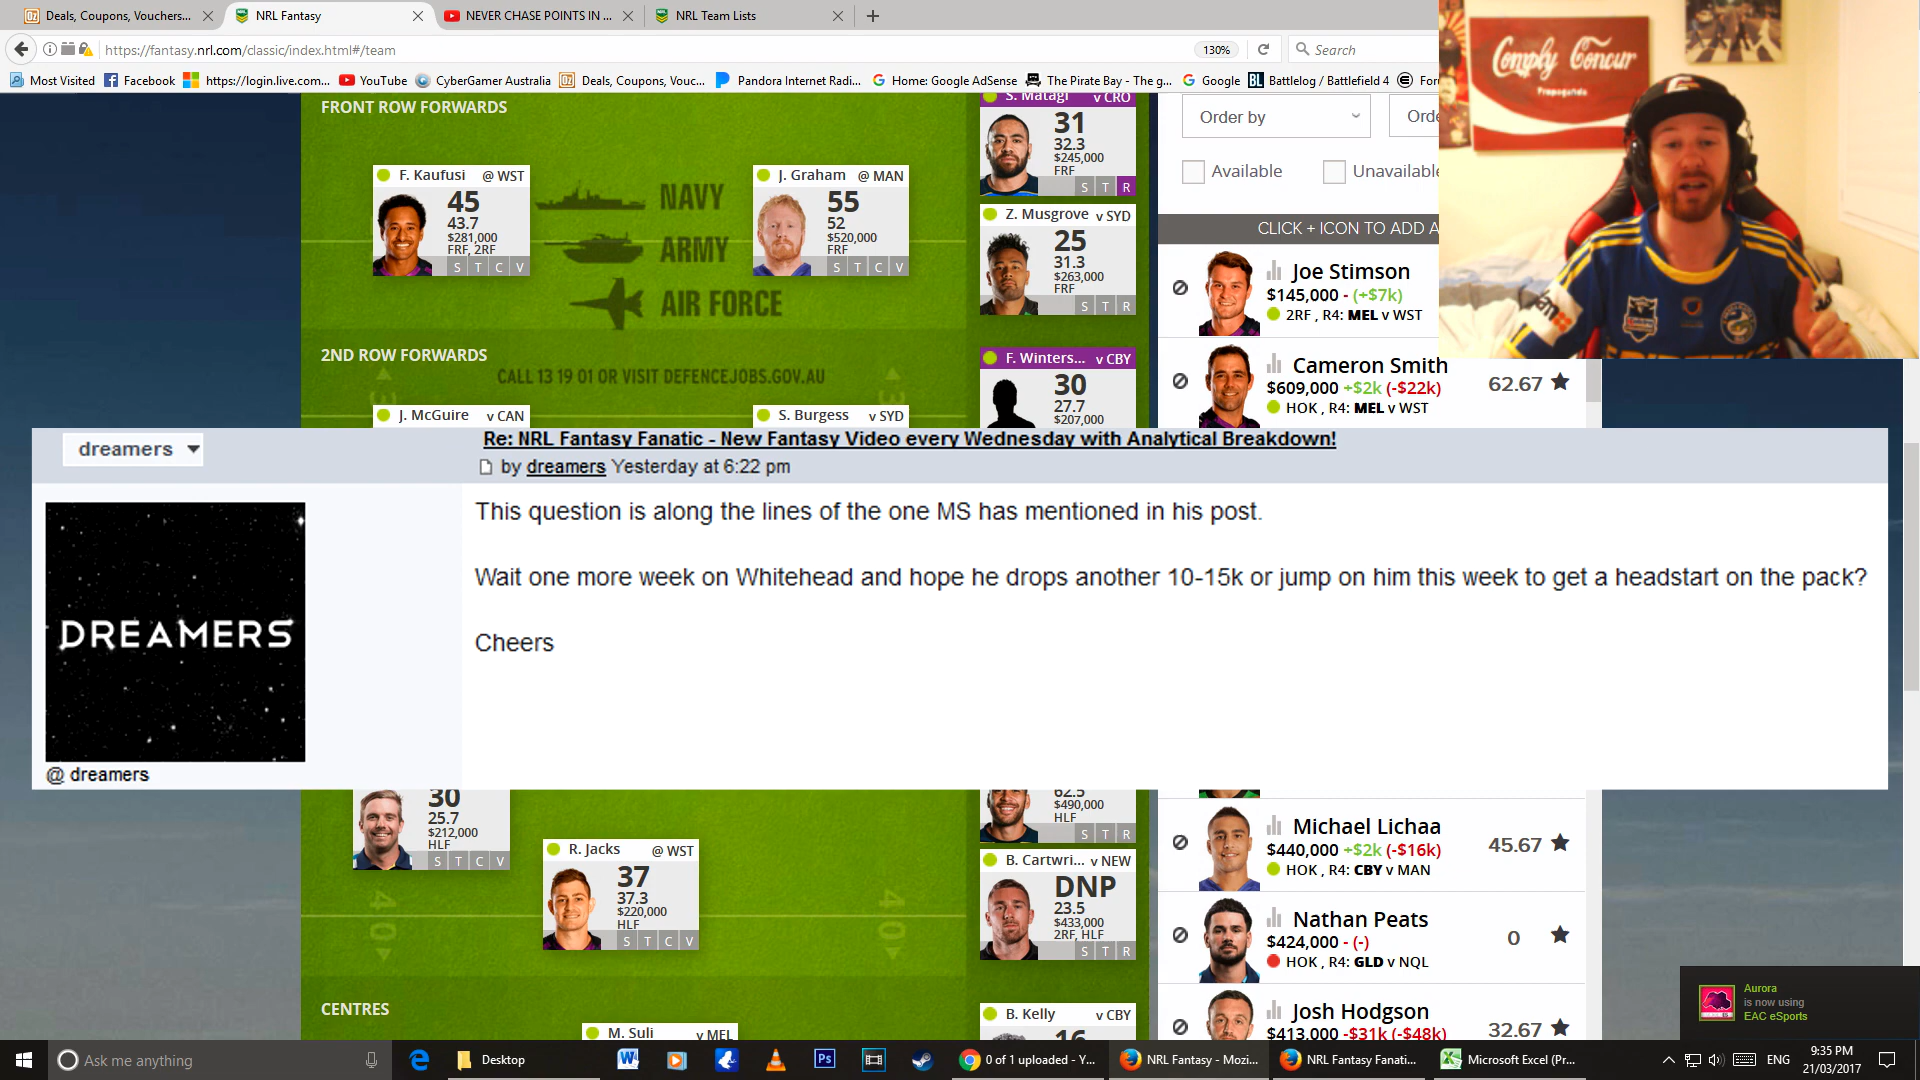 Deals, Coupons, Vouchers...
NRL Fantasy
NEVER CHASE POINTS IN ...
NRL Team Lists
https://fantasy.nrl.com/classic/index.html#/team
130%
Search
Most Visited
Facebook
https://login.live.com...
YouTube
CyberGamer Australia
Deals, Coupons, Vouc...
Pandora Internet Radi...
Home: Google AdSense
The Pirate Bay - The g...
Google
Battlelog / Battlefield 4
For
FRONT ROW FORWARDS
F. Kaufusi @ WST
45
43.7
$281,000
FRF, 2RF
S T C V
NAVY
ARMY
AIR FORCE
J. Graham @ MAN
55
52
$520,000
FRF
S T C V
S. Matagi v CRO
31
32.3
$245,000
FRF
S T R
Z. Musgrove v SYD
25
31.3
$263,000
FRF
S T R
2ND ROW FORWARDS
CALL 13 19 01 OR VISIT DEFENCEJOBS.GOV.AU
J. McGuire v CAN
S. Burgess v SYD
F. Winters... v CBY
30
27.7
$207,000
Order by
Orde
Available
Unavailable
CLICK + ICON TO ADD A
Joe Stimson
$145,000 - (+$7k)
2RF , R4: MEL v WST
Cameron Smith
$609,000 +$2k (-$22k)
HOK , R4: MEL v WST
62.67
Comply Concur
Propaganda
dreamers
Re: NRL Fantasy Fanatic - New Fantasy Video every Wednesday with Analytical Breakdown!
by dreamers Yesterday at 6:22 pm
DREAMERS
@ dreamers
This question is along the lines of the one MS has mentioned in his post.
Wait one more week on Whitehead and hope he drops another 10-15k or jump on him this week to get a headstart on the pack?
Cheers
30
25.7
$212,000
HLF
S T C V
R. Jacks @ WST
37
37.3
$220,000
HLF
S T C V
62.5
$490,000
HLF
S T R
B. Cartwri... v NEW
DNP
23.5
$433,000
2RF, HLF
S T R
40
40
CENTRES
M. Suli v MEL
B. Kelly v CBY
16
Michael Lichaa
$440,000 +$2k (-$16k)
HOK , R4: CBY v MAN
45.67
Nathan Peats
$424,000 - (-)
HOK , R4: GLD v NQL
0
Josh Hodgson
$413,000 -$31k (-$48k)
32.67
Aurora
is now using
EAC eSports
Ask me anything
Desktop
0 of 1 uploaded - Y...
NRL Fantasy - Mozi...
NRL Fantasy Fanati...
Microsoft Excel (Pr...
ENG
9:35 PM
21/03/2017